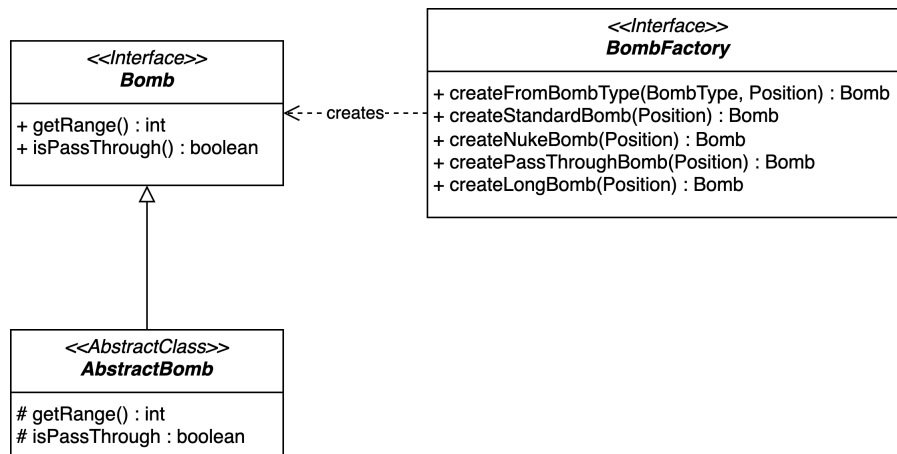 <<Interface>>
Bomb
+ getRange() : int
+ isPassThrough() : boolean
creates
<<Interface>>
BombFactory
+ createFromBombType(BombType, Position) : Bomb
+ createStandardBomb(Position) : Bomb
+ createNukeBomb(Position) : Bomb
+ createPassThroughBomb(Position) : Bomb
+ createLongBomb(Position) : Bomb
<<AbstractClass>>
AbstractBomb
# getRange() : int
# isPassThrough : boolean